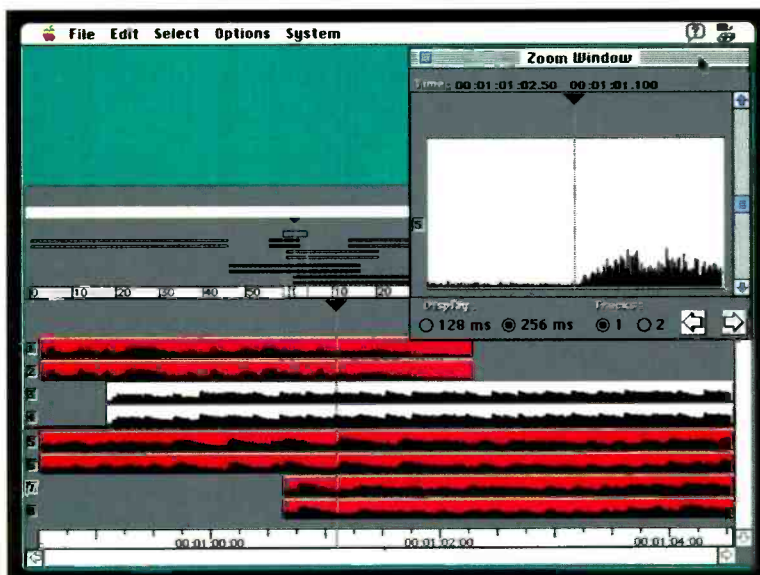 File Edit Select Options System
Zoom Window
Time: 00:01:01:02.50 00:01:01.100
5
0 10 20 30 40 50 10 20
Display Tracks
128 ms 256 ms 1 2
1
2
3
4
5
6
7
8
00:01:00:00 00:01:02:00 00:01:04:00